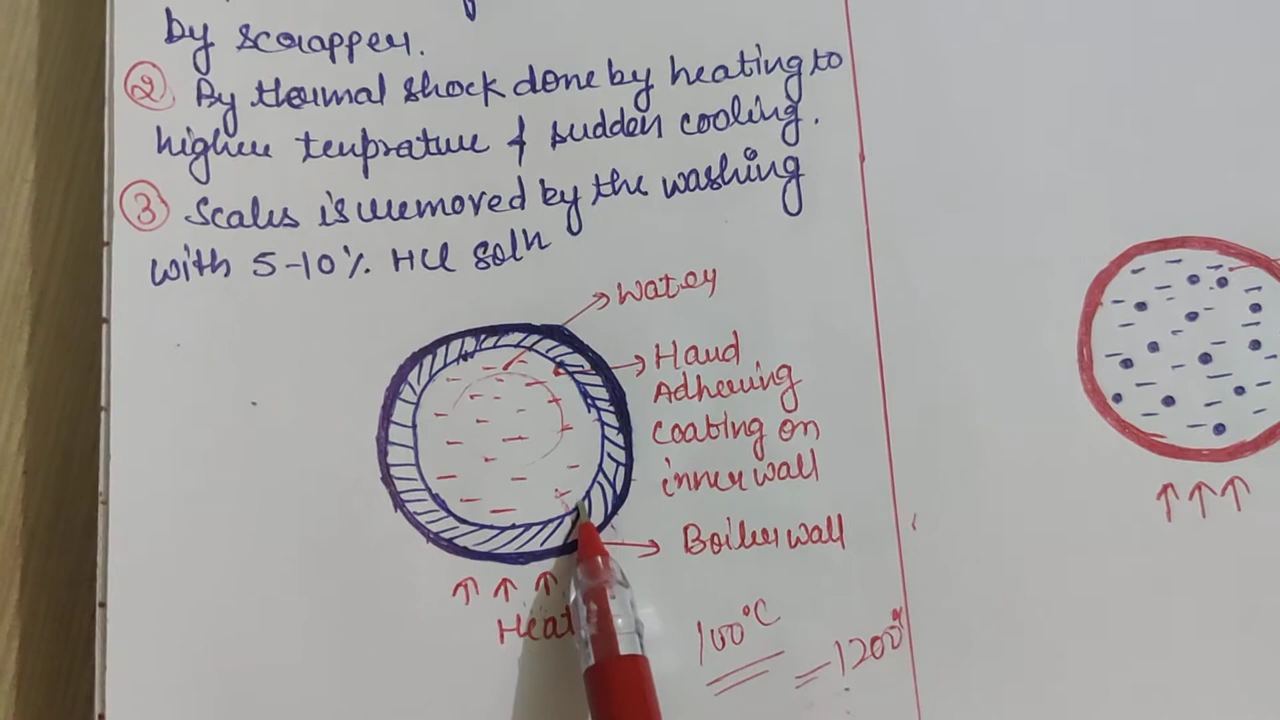 by scrapper.
② By thermal shock done by heating to
higher temprature & sudden cooling.
③ Scales is removed by the washing
with 5-10% HCl soln
Water
Hard
Adhering
coating on
inner wall
Boiler wall
Heat
100°C
=1200°